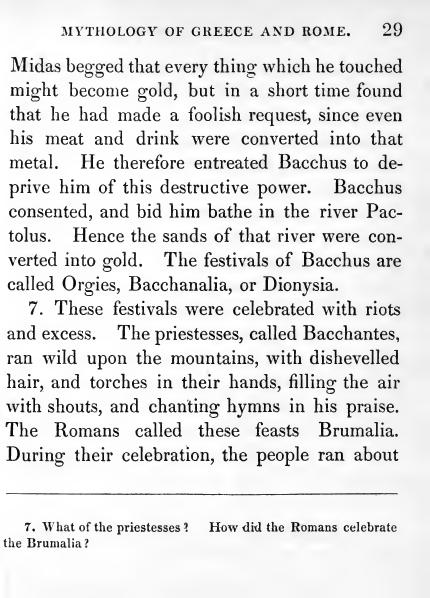 MYTHOLOGY OF GREECE AND ROME. 29
Midas begged that every thing which he touched
might become gold, but in a short time found
that he had made a foolish request, since even
his meat and drink were converted into that
metal. He therefore entreated Bacchus to de-
prive him of this destructive power. Bacchus
consented, and bid him bathe in the river Pac-
tolus. Hence the sands of that river were con-
verted into gold. The festivals of Bacchus are
called Orgies, Bacchanalia, or Dionysia.
7. These festivals were celebrated with riots
and excess. The priestesses, called Bacchantes,
ran wild upon the mountains, with dishevelled
hair, and torches in their hands, filling the air
with shouts, and chanting hymns in his praise.
The Romans called these feasts Brumalia.
During their celebration, the people ran about
7. What of the priestesses? How did the Romans celebrate
the Brumalia?